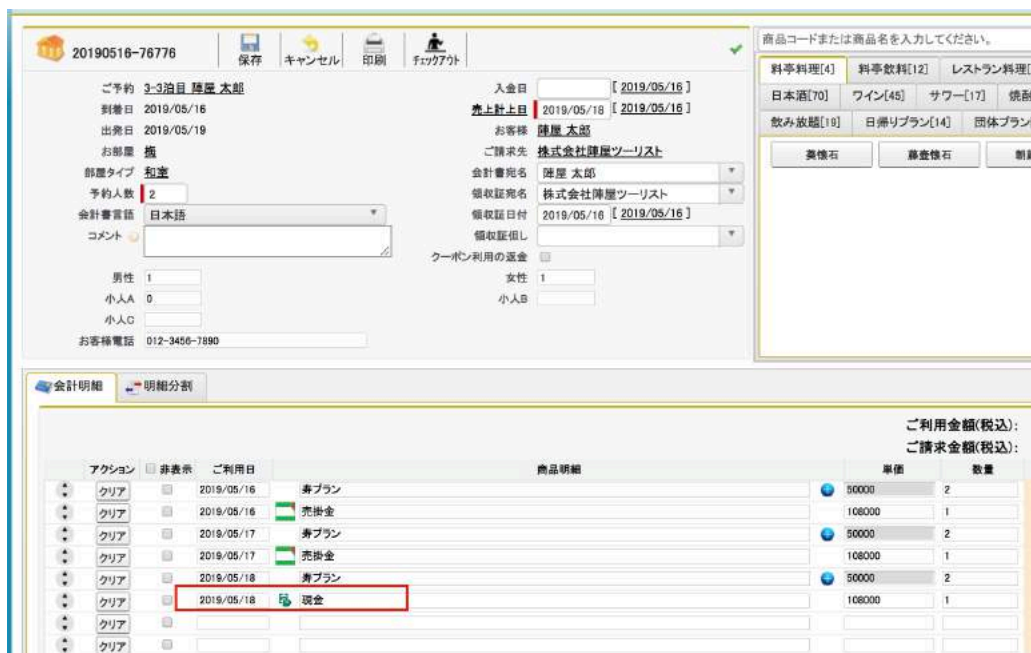 20190516-76776 保存 キャンセル 印刷 チェックアウト
ご予約 3-3泊目 陣屋 太郎
到着日 2019/05/16
出発日 2019/05/19
お部屋 梅
部屋タイプ 和室
予約人数 2
会計書言語 日本語
コメント
男性 1
小人A 0
小人C
お客様電話 012-3456-7890
入金日 [ 2019/05/16 ]
売上計上日 2019/05/18 [ 2019/05/16 ]
お客様 陣屋 太郎
ご請求先 株式会社陣屋ツーリスト
会計書宛名 陣屋 太郎
領収証宛名 株式会社陣屋ツーリスト
領収証日付 2019/05/16 [ 2019/05/16 ]
領収証但し
クーポン利用の返金
女性 1
小人B
商品コードまたは商品名を入力してください。
料亭料理[4] 料亭飲料[12] レストラン料理[
日本酒[70] ワイン[45] サワー[17] 焼酎
飲み放題[19] 日帰りプラン[14] 団体プラン
葵懐石 藤壺懐石
会計明細 明細分割
ご利用金額(税込):
ご請求金額(税込):
アクション 非表示 ご利用日 商品明細 単価 数量
クリア 2019/05/16 寿プラン 50000 2
クリア 2019/05/16 売掛金 108000 1
クリア 2019/05/17 寿プラン 50000 2
クリア 2019/05/17 売掛金 108000 1
クリア 2019/05/18 寿プラン 50000 2
クリア 2019/05/18 現金 108000 1
クリア
クリア